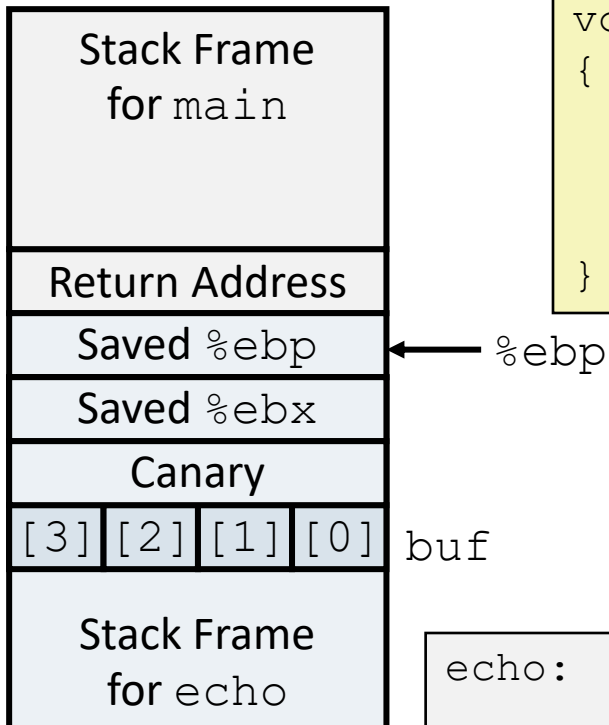 Stack Frame
for main
Return Address
Saved %ebp
%ebp
Saved %ebx
Canary
[3] [2] [1] [0] buf
Stack Frame
for echo
{
}
echo: